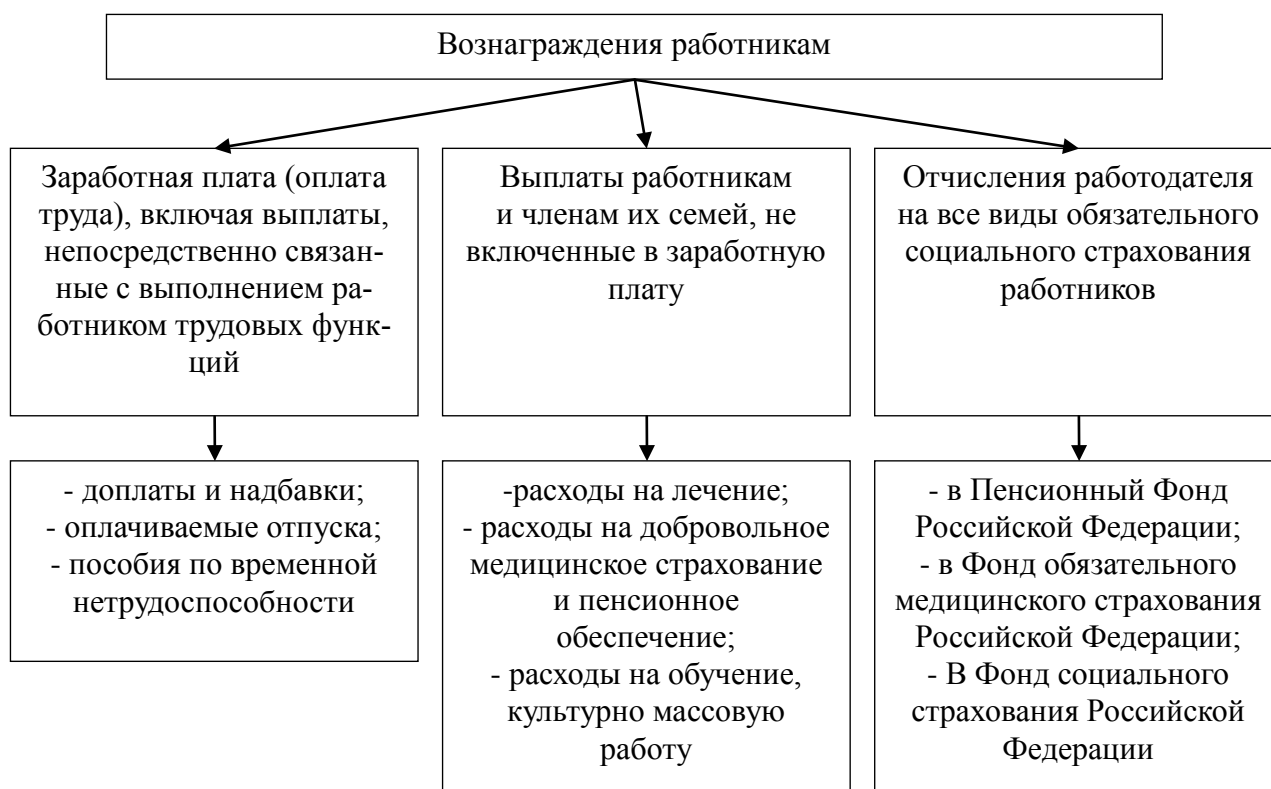 Вознаграждения работникам
Заработная плата (оплата
труда), включая выплаты,
непосредственно связан-
ные с выполнением ра-
ботником трудовых функ-
ций
Выплаты работникам
и членам их семей, не
включенные в заработную
плату
Отчисления работодателя
на все виды обязательного
социального страхования
работников
- доплаты и надбавки;
- оплачиваемые отпуска;
- пособия по временной
нетрудоспособности
-расходы на лечение;
- расходы на добровольное
медицинское страхование
и пенсионное
обеспечение;
- расходы на обучение,
культурно массовую
работу
- в Пенсионный Фонд
Российской Федерации;
- в Фонд обязательного
медицинского страхования
Российской Федерации;
- В Фонд социального
страхования Российской
Федерации